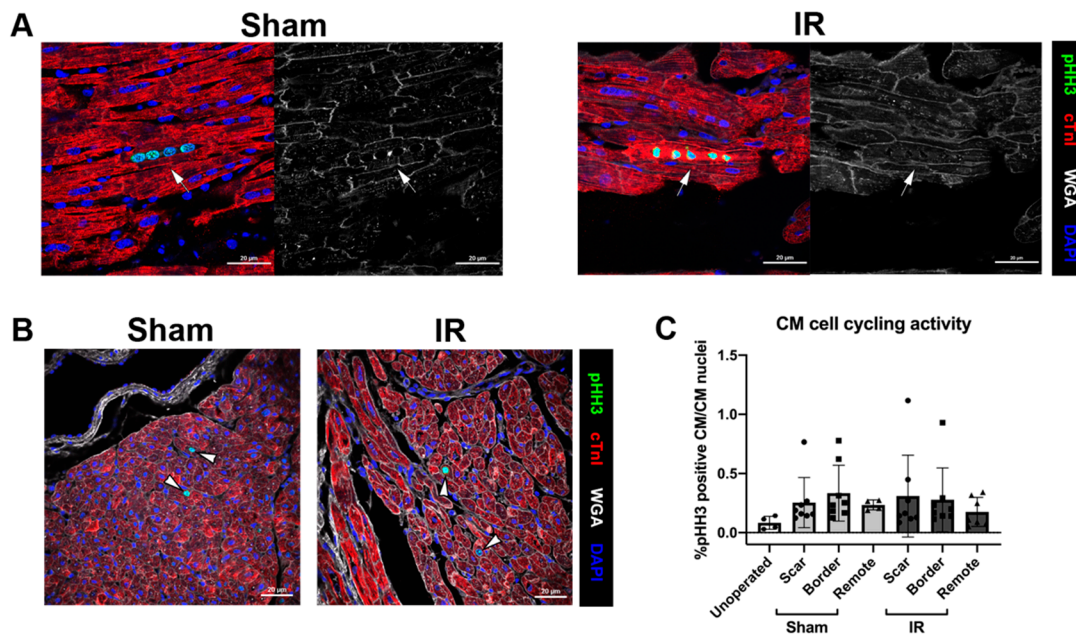 A
Sham
IR
20 µm
20 µm
20 µm
20 µm
pHH3 cTnI WGA DAPI
B
Sham
IR
20 µm
20 µm
pHH3 cTnI WGA DAPI
C
CM cell cycling activity
%pHH3 positive CM/CM nuclei
1.5
1.0
0.5
0.0
Unoperated
Scar
Border
Remote
Scar
Border
Remote
Sham
IR